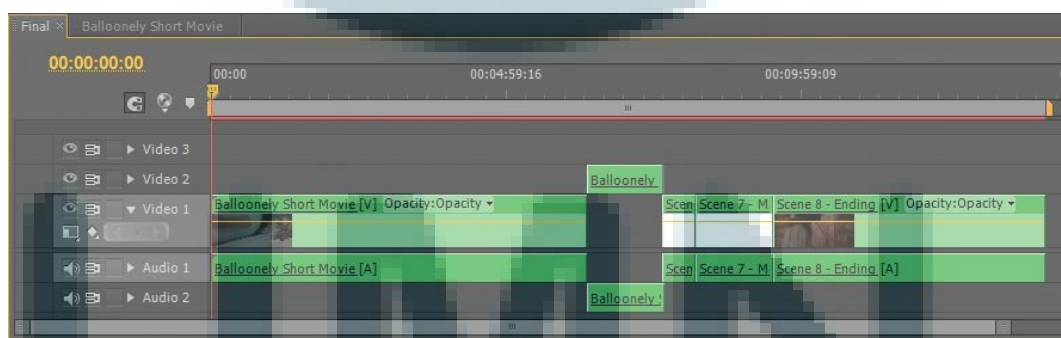 Final × Balloonely Short Movie
00:00:00:00
00:00 00:04:59:16 00:09:59:09
Video 3
Video 2 Balloonely
Video 1 Balloonely Short Movie [V] Opacity:Opacity Scen Scene 7 - M Scene 8 - Ending [V] Opacity:Opacity
Audio 1 Balloonely Short Movie [A] Scen Scene 7 - M Scene 8 - Ending [A]
Audio 2 Balloonely